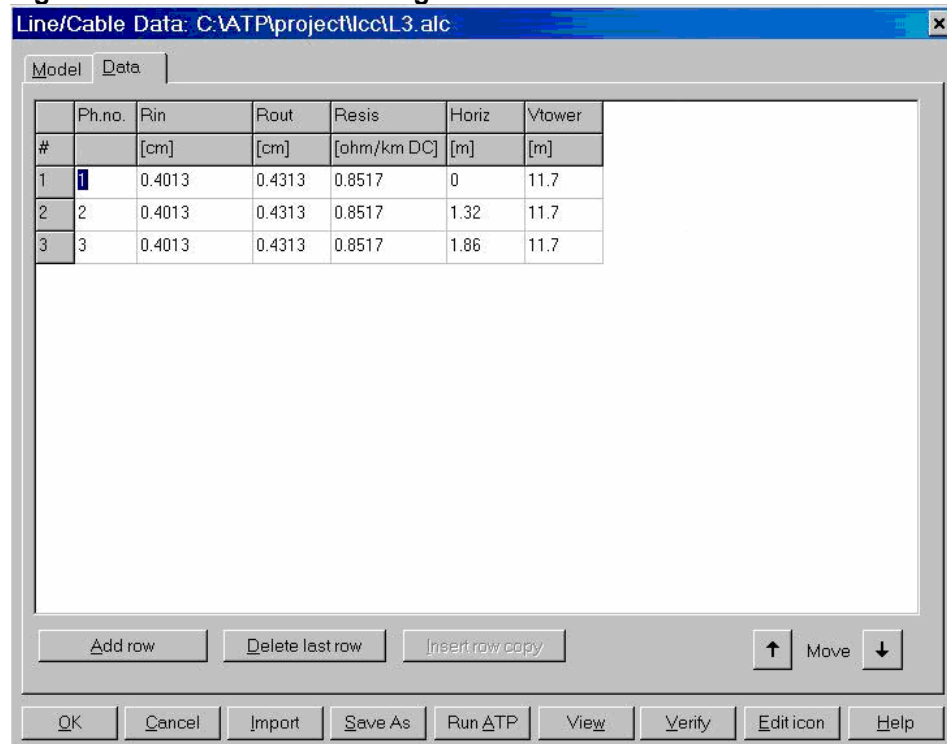 Line/Cable Data: C:\ATP\project\lcc\L3.alc
Model Data
Ph.no. Rin Rout Resis Horiz Vtower
# [cm] [cm] [ohm/km DC] [m] [m]
1 1 0.4013 0.4313 0.8517 0 11.7
2 2 0.4013 0.4313 0.8517 1.32 11.7
3 3 0.4013 0.4313 0.8517 1.86 11.7
Add row Delete last row Insert row copy Move
OK Cancel Import Save As Run ATP View Verify Edit icon Help